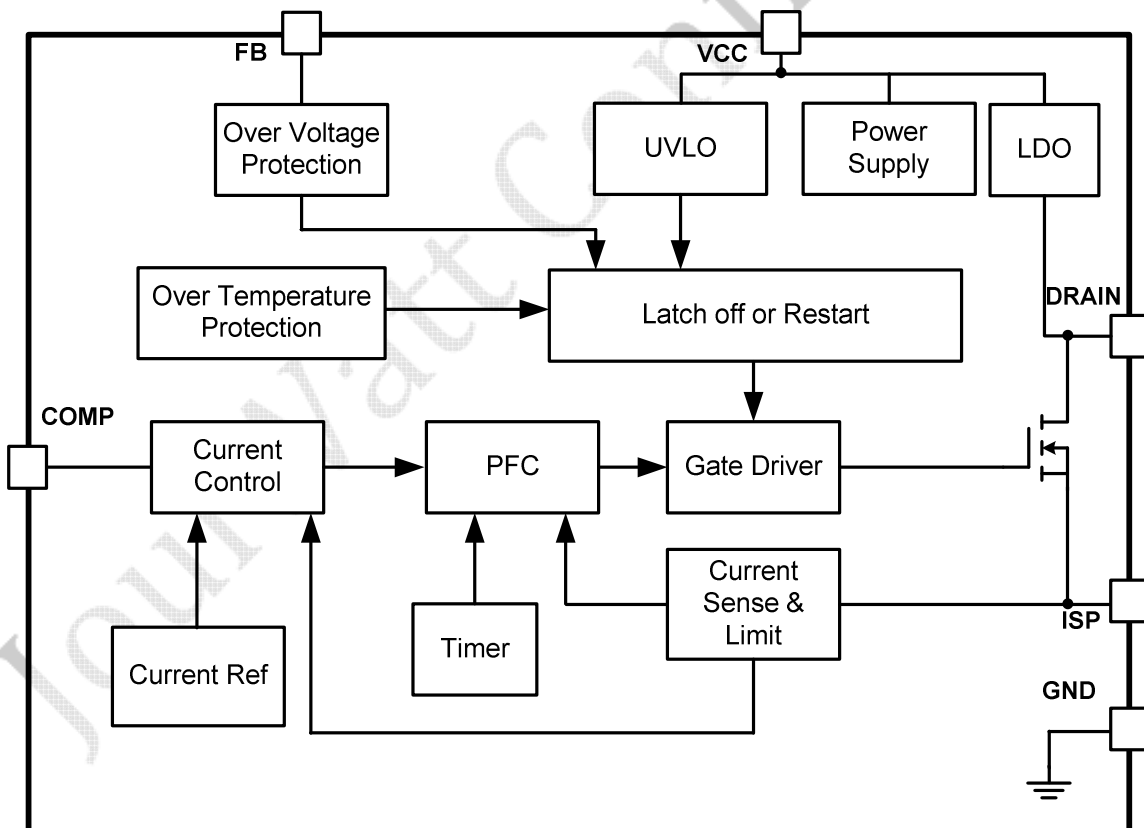 FB
VCC
Over Voltage
Protection
UVLO
Power
Supply
LDO
Over Temperature
Protection
Latch off or Restart
DRAIN
COMP
Current
Control
PFC
Gate Driver
Current
Sense &
Limit
ISP
Current Ref
Timer
GND